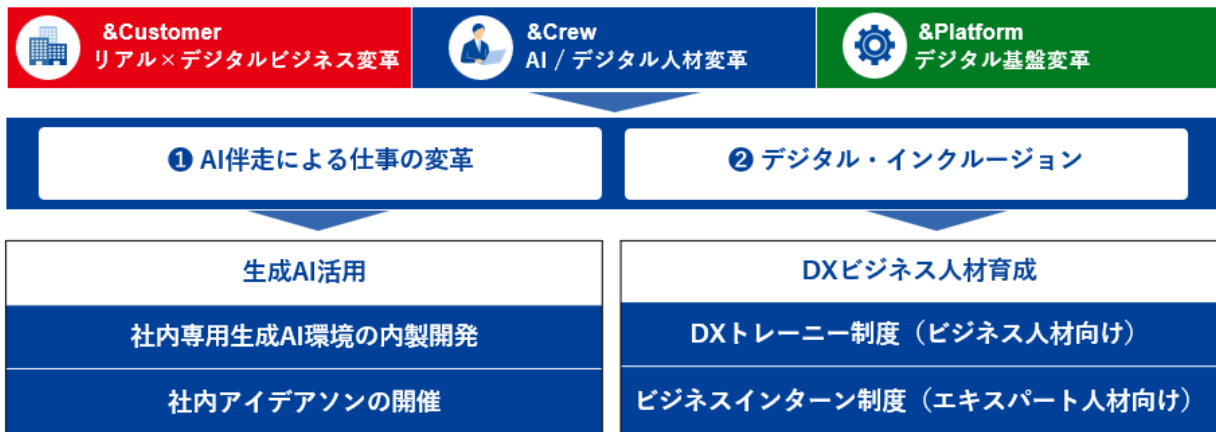 &Customer
リアル×デジタルビジネス変革
&Crew
AI / デジタル人材変革
&Platform
デジタル基盤変革
❶ AI伴走による仕事の変革
❷ デジタル・インクルージョン
生成AI活用
社内専用生成AI環境の内製開発
社内アイデアソンの開催
DXビジネス人材育成
DXトレーニー制度（ビジネス人材向け）
ビジネスインターン制度（エキスパート人材向け）